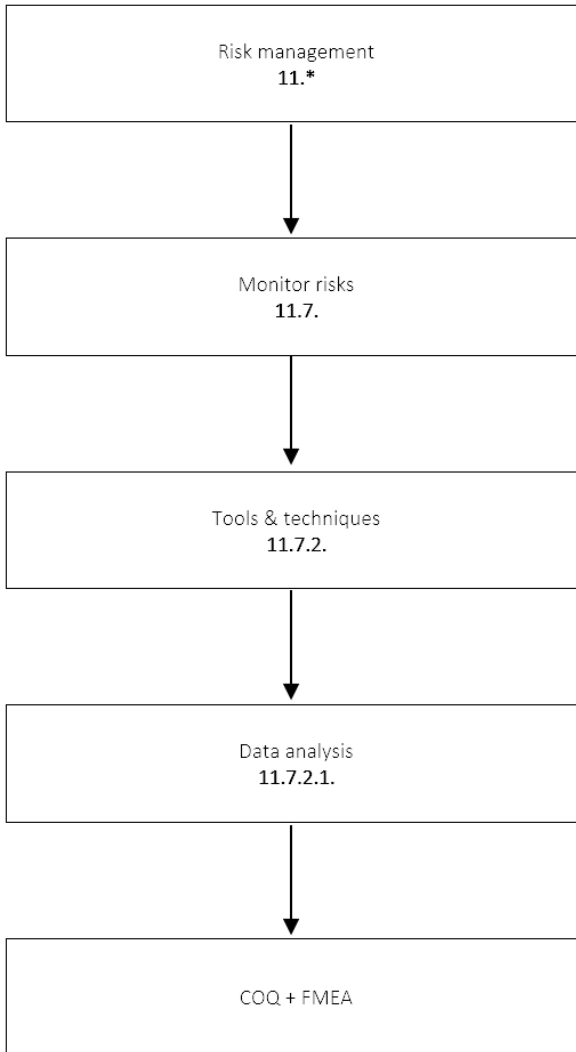 Risk management
11.*
Monitor risks
11.7.
Tools & techniques
11.7.2.
Data analysis
11.7.2.1.
COQ + FMEA